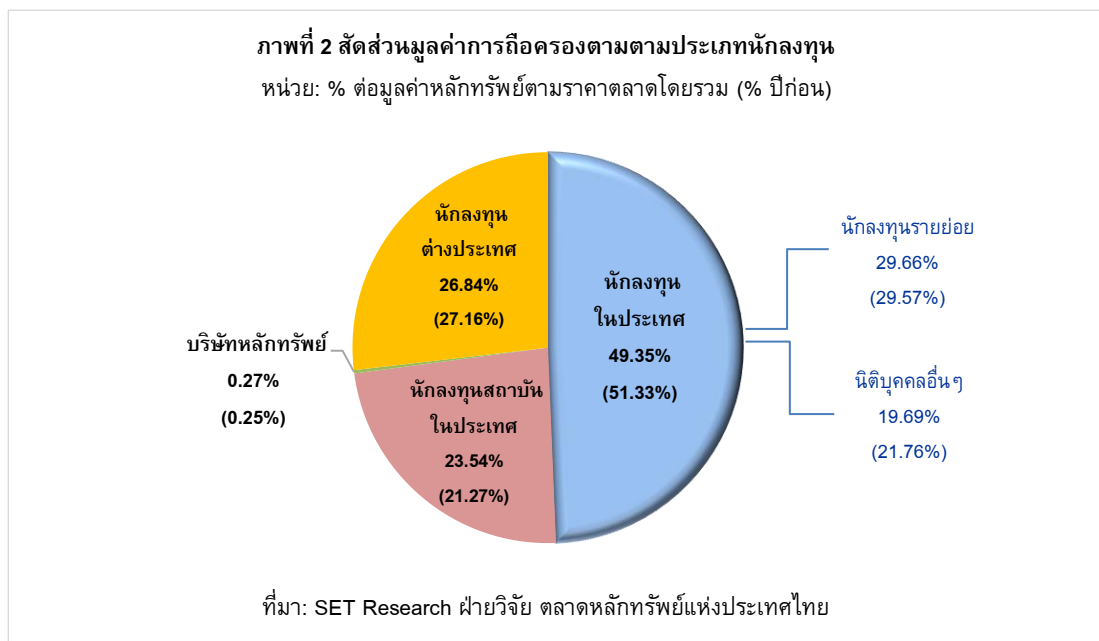 ภาพที่ 2 สัดส่วนมูลค่าการถือครองตามตามประเภทนักลงทุน
หน่วย: % ต่อมูลค่าหลักทรัพย์ตามราคาตลาดโดยรวม (% ปีก่อน)
นักลงทุน
ต่างประเทศ
26.84%
(27.16%)
นักลงทุน
ในประเทศ
49.35%
(51.33%)
นักลงทุนรายย่อย
29.66%
(29.57%)
บริษัทหลักทรัพย์
0.27%
(0.25%)
นักลงทุนสถาบัน
ในประเทศ
23.54%
(21.27%)
นิติบุคคลอื่นๆ
19.69%
(21.76%)
ที่มา: SET Research ฝ่ายวิจัย ตลาดหลักทรัพย์แห่งประเทศไทย